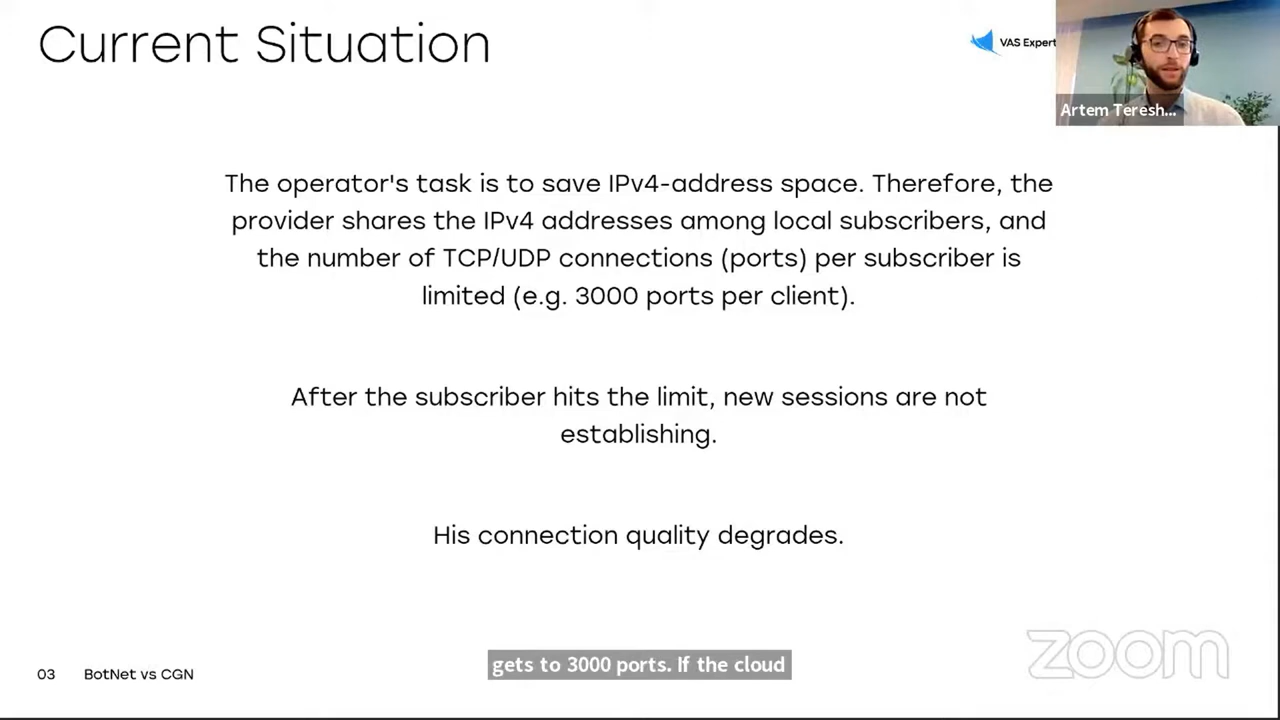 Current Situation
VAS Expert
Artem Teresh...
The operator's task is to save IPv4-address space. Therefore, the
provider shares the IPv4 addresses among local subscribers, and
the number of TCP/UDP connections (ports) per subscriber is
limited (e.g. 3000 ports per client).
After the subscriber hits the limit, new sessions are not
establishing.
His connection quality degrades.
gets to 3000 ports. If the cloud
03 BotNet vs CGN
zoom